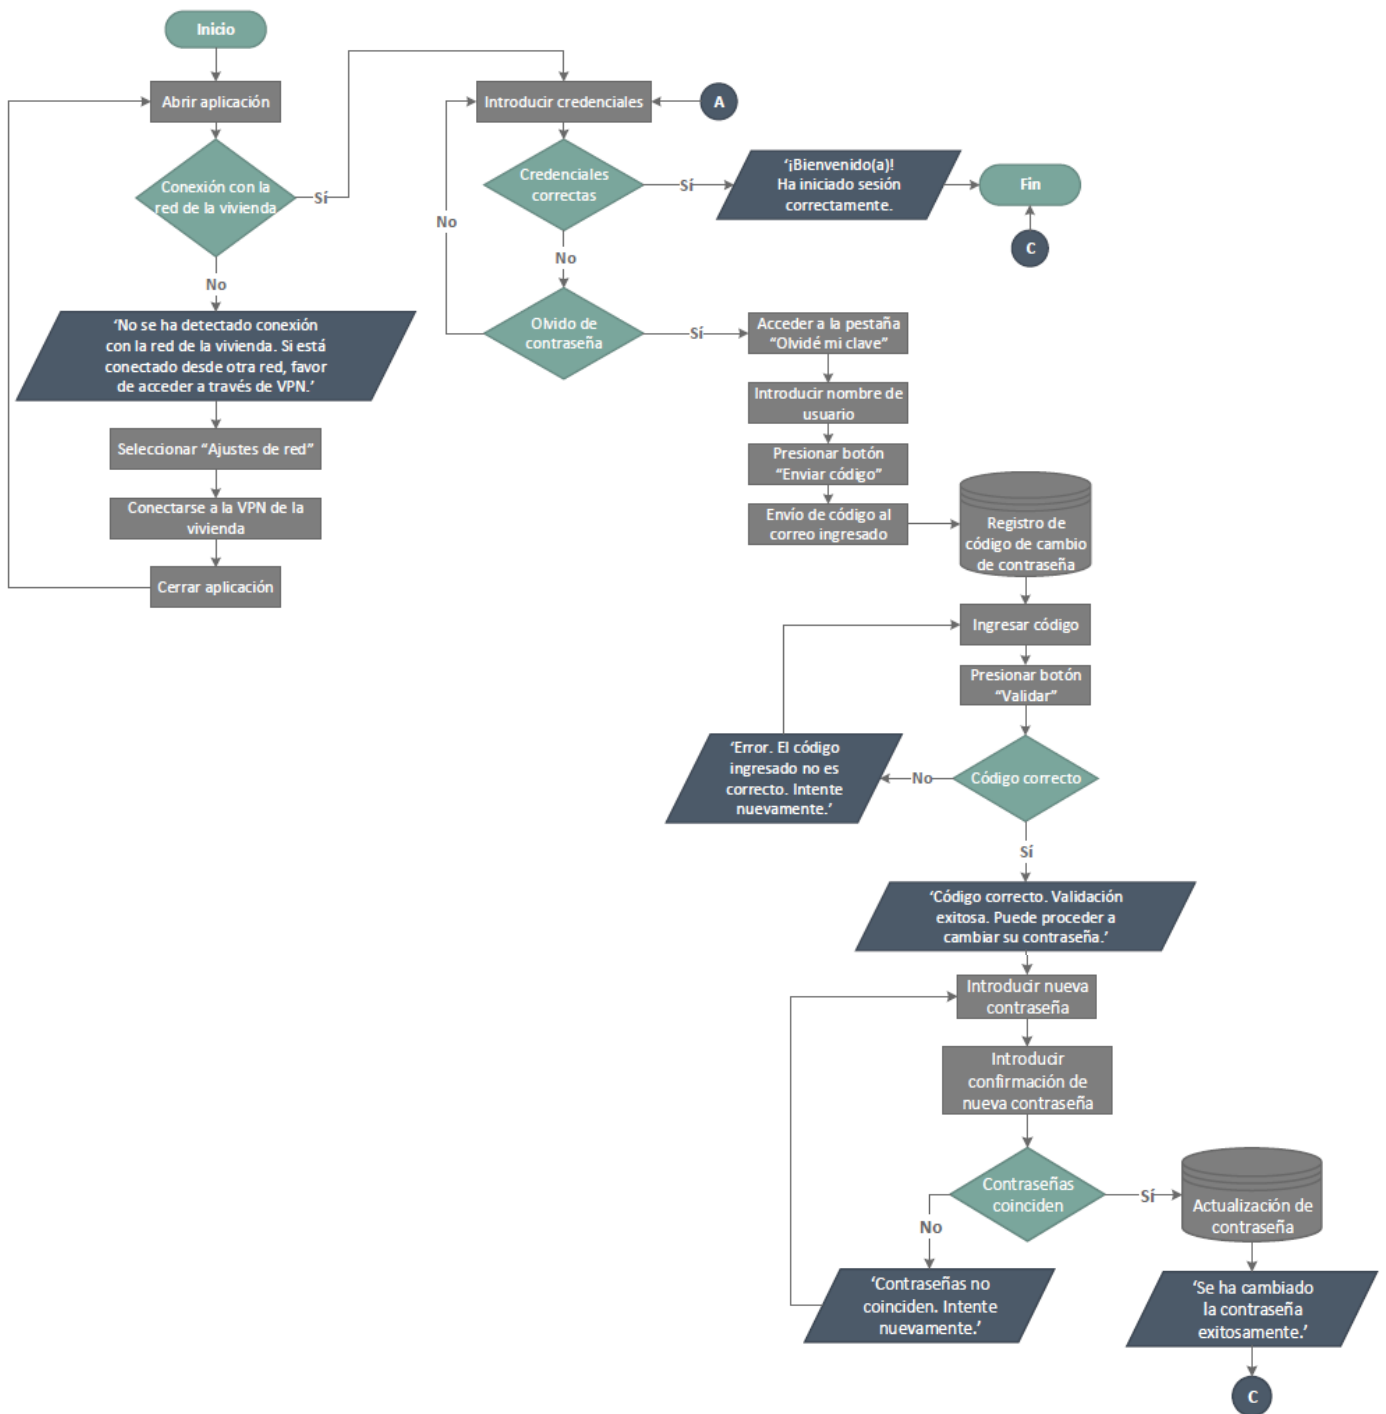 Inicio
Abrir aplicación
Conexión con la
red de la vivienda
Sí
No
‘No se ha detectado conexión
con la red de la vivienda. Si está
conectado desde otra red, favor
de acceder a través de VPN.’
Seleccionar “Ajustes de red”
Conectarse a la VPN de la
vivienda
Cerrar aplicación
Introducir credenciales
A
Credenciales
correctas
Sí
‘¡Bienvenido(a)!
Ha iniciado sesión
correctamente.
Fin
C
No
No
Olvido de
contraseña
Sí
Acceder a la pestaña
“Olvidé mi clave”
Introducir nombre de
usuario
Presionar botón
“Enviar código”
Envío de código al
correo ingresado
Registro de
código de cambio
de contraseña
Ingresar código
Presionar botón
“Validar”
Código correcto
No
‘Error. El código
ingresado no es
correcto. Intente
nuevamente.’
Sí
‘Código correcto. Validación
exitosa. Puede proceder a
cambiar su contraseña.’
Introducir nueva
contraseña
Introducir
confirmación de
nueva contraseña
Contraseñas
coinciden
No
‘Contraseñas no
coinciden. Intente
nuevamente.’
Sí
Actualización de
contraseña
‘Se ha cambiado
la contraseña
exitosamente.’
C